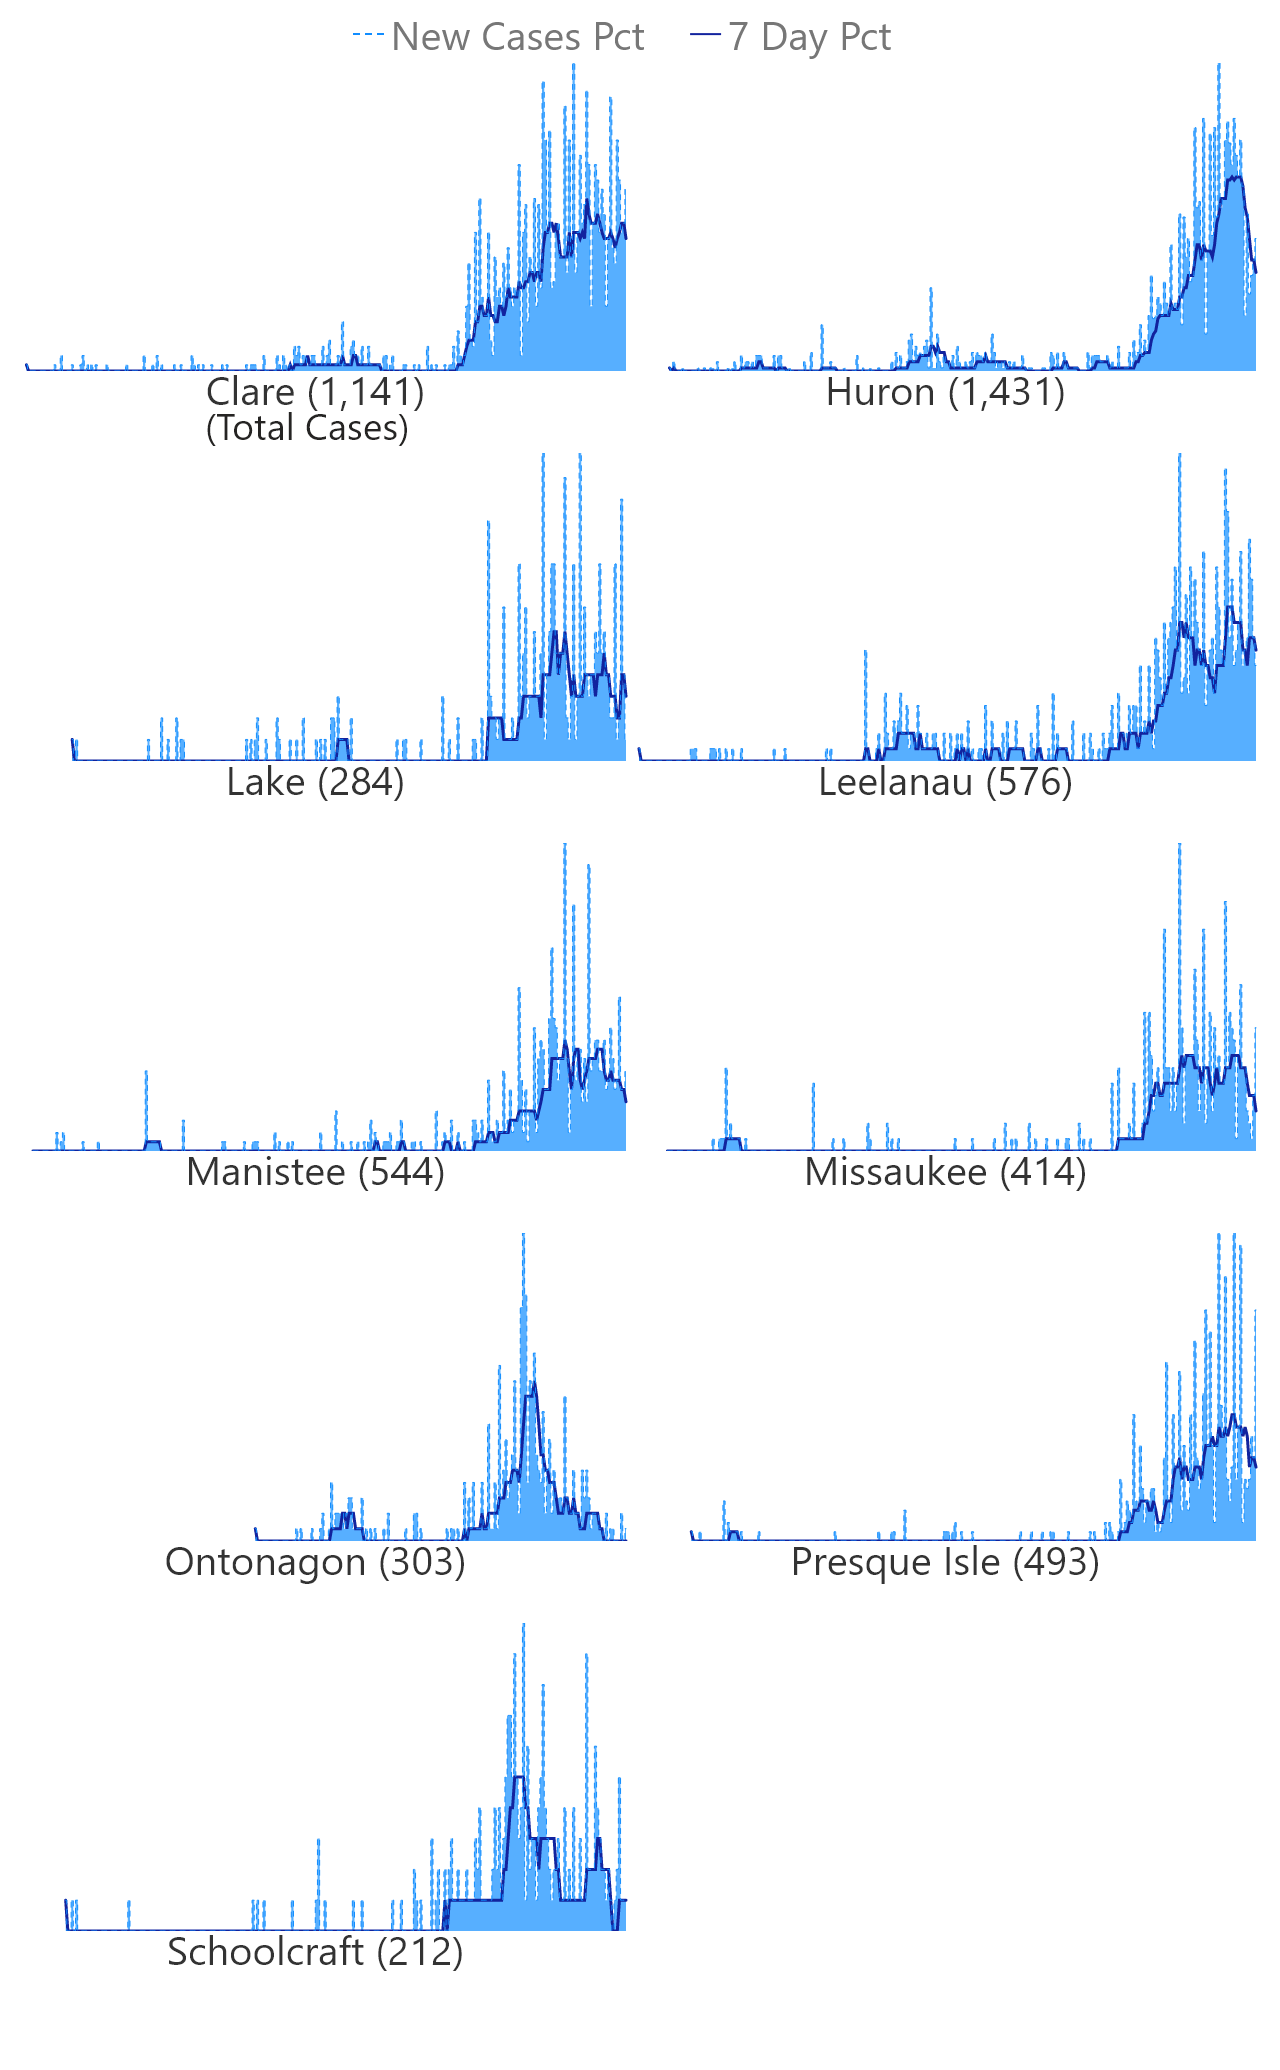 New Cases Pct 7 Day Pct
Clare (1,141)
(Total Cases)
Huron (1,431)
Lake (284)
Leelanau (576)
Manistee (544)
Missaukee (414)
Ontonagon (303)
Presque Isle (493)
Schoolcraft (212)